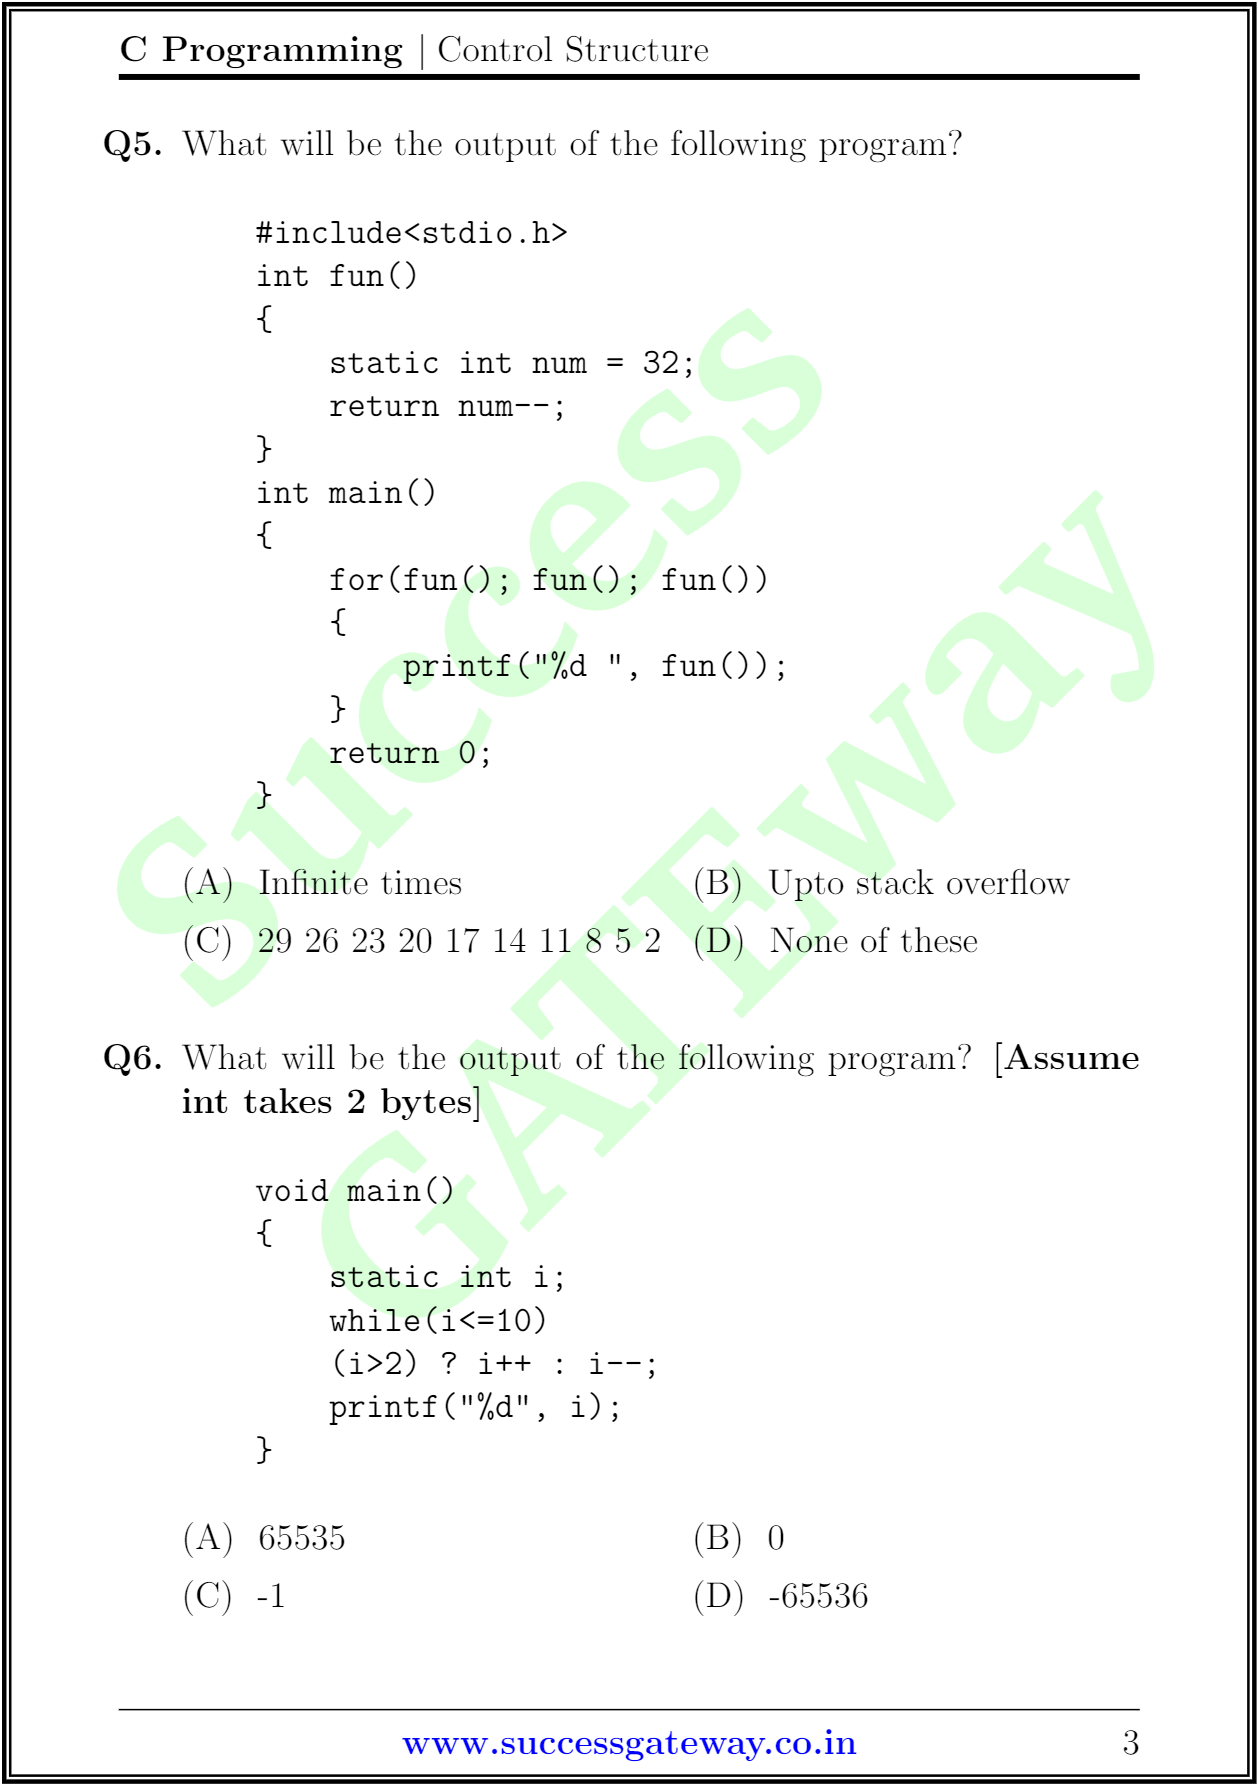 C Programming | Control Structure
Q5. What will be the output of the following program?
#include<stdio.h>
int fun()
{
    static int num = 32;
    return num--;
}
int main()
{
    for(fun(); fun(); fun())
    {
        printf("%d ", fun());
    }
    return 0;
}
(A) Infinite times (B) Upto stack overflow
(C) 29 26 23 20 17 14 11 8 5 2 (D) None of these
Q6. What will be the output of the following program? [Assume
int takes 2 bytes]
void main()
{
    static int i;
    while(i<=10)
    (i>2) ? i++ : i--;
    printf("%d", i);
}
(A) 65535 (B) 0
(C) -1 (D) -65536
www.successgateway.co.in 3
Success
GATEway